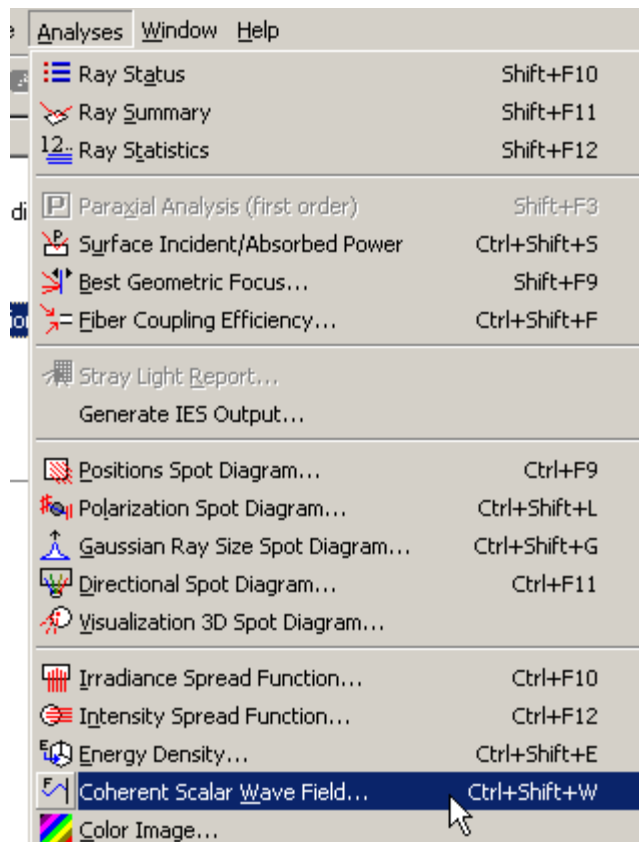 Analyses Window Help
Ray Status Shift+F10
Ray Summary Shift+F11
12.. Ray Statistics Shift+F12
di P Paraxial Analysis (first order) Shift+F3
Surface Incident/Absorbed Power Ctrl+Shift+S
Best Geometric Focus... Shift+F9
Fiber Coupling Efficiency... Ctrl+Shift+F
Stray Light Report...
Generate IES Output...
Positions Spot Diagram... Ctrl+F9
Polarization Spot Diagram... Ctrl+Shift+L
Gaussian Ray Size Spot Diagram... Ctrl+Shift+G
Directional Spot Diagram... Ctrl+F11
Visualization 3D Spot Diagram...
Irradiance Spread Function... Ctrl+F10
Intensity Spread Function... Ctrl+F12
E Energy Density... Ctrl+Shift+E
F Coherent Scalar Wave Field... Ctrl+Shift+W
Color Image...